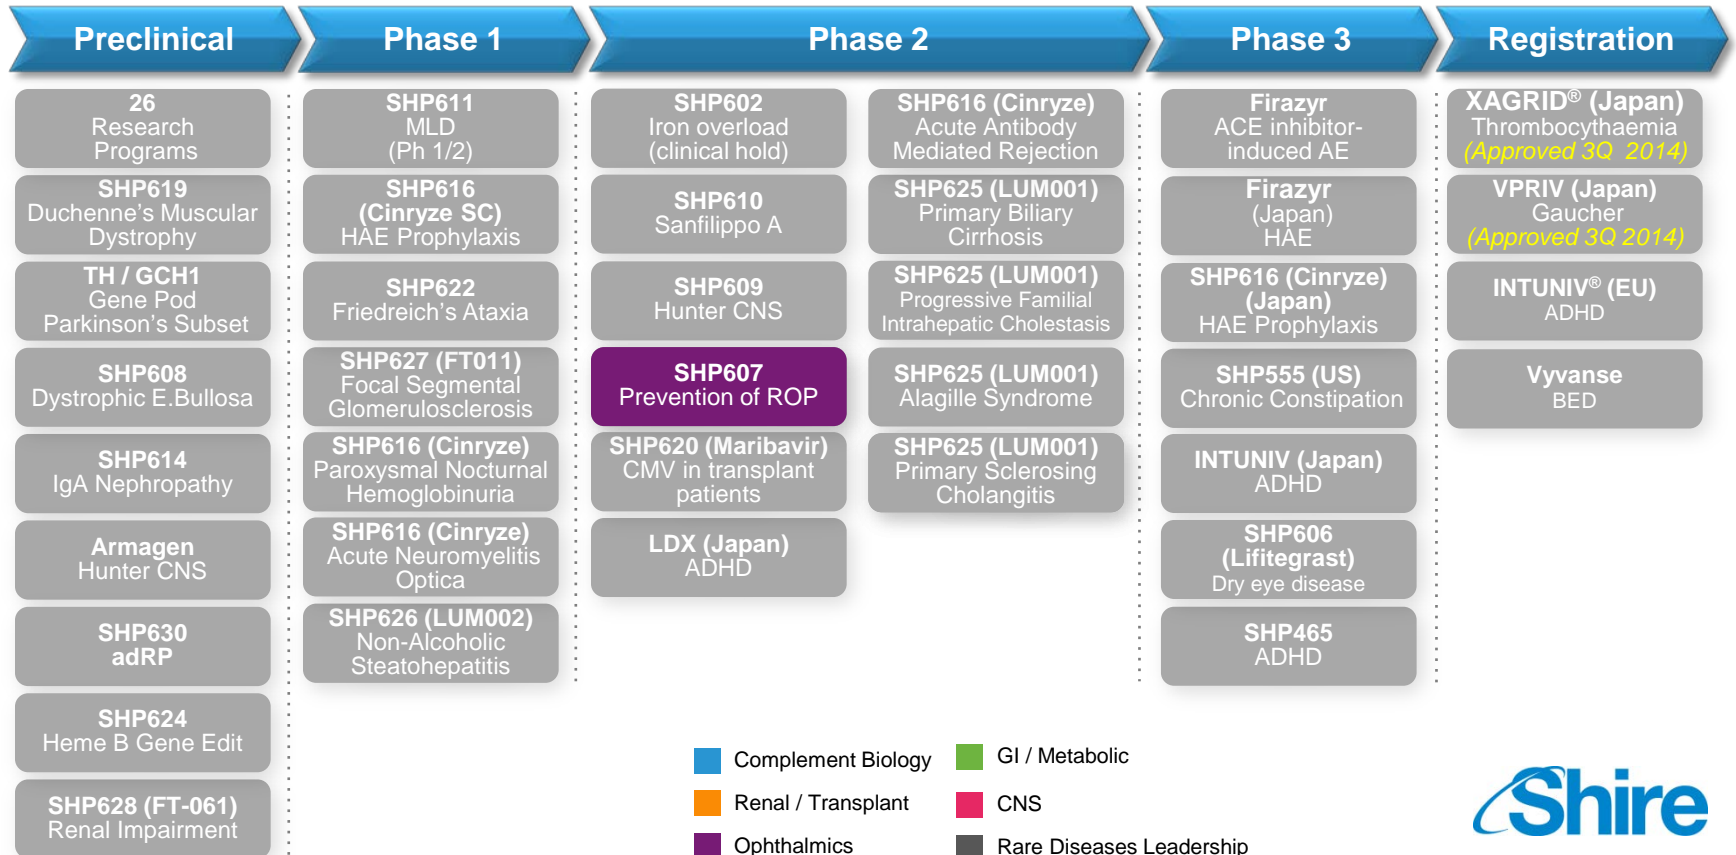 Preclinical
Phase 1
Phase 2
Phase 3
Registration
26
Research
Programs
SHP619
Duchenne's Muscular
Dystrophy
TH / GCH1
Gene Pod
Parkinson's Subset
SHP608
Dystrophic E.Bullosa
SHP614
IgA Nephropathy
Armagen
Hunter CNS
SHP630
adRP
SHP624
Heme B Gene Edit
SHP628 (FT-061)
Renal Impairment
SHP611
MLD
(Ph 1/2)
SHP616
(Cinryze SC)
HAE Prophylaxis
SHP622
Friedreich's Ataxia
SHP627 (FT011)
Focal Segmental
Glomerulosclerosis
SHP616 (Cinryze)
Paroxysmal Nocturnal
Hemoglobinuria
SHP616 (Cinryze)
Acute Neuromyelitis
Optica
SHP626 (LUM002)
Non-Alcoholic
Steatohepatitis
SHP602
Iron overload
(clinical hold)
SHP610
Sanfilippo A
SHP609
Hunter CNS
SHP607
Prevention of ROP
SHP620 (Maribavir)
CMV in transplant
patients
LDX (Japan)
ADHD
SHP616 (Cinryze)
Acute Antibody
Mediated Rejection
SHP625 (LUM001)
Primary Biliary
Cirrhosis
SHP625 (LUM001)
Progressive Familial
Intrahepatic Cholestasis
SHP625 (LUM001)
Alagille Syndrome
SHP625 (LUM001)
Primary Sclerosing
Cholangitis
Firazyr
ACE inhibitor-
induced AE
Firazyr
(Japan)
HAE
SHP616 (Cinryze)
(Japan)
HAE Prophylaxis
SHP555 (US)
Chronic Constipation
INTUNIV (Japan)
ADHD
SHP606
(Lifitegrast)
Dry eye disease
SHP465
ADHD
XAGRID® (Japan)
Thrombocythaemia
(Approved 3Q 2014)
VPRIV (Japan)
Gaucher
(Approved 3Q 2014)
INTUNIV® (EU)
ADHD
Vyvanse
BED
Complement Biology
Renal / Transplant
Ophthalmics
GI / Metabolic
CNS
Rare Diseases Leadership
Shire